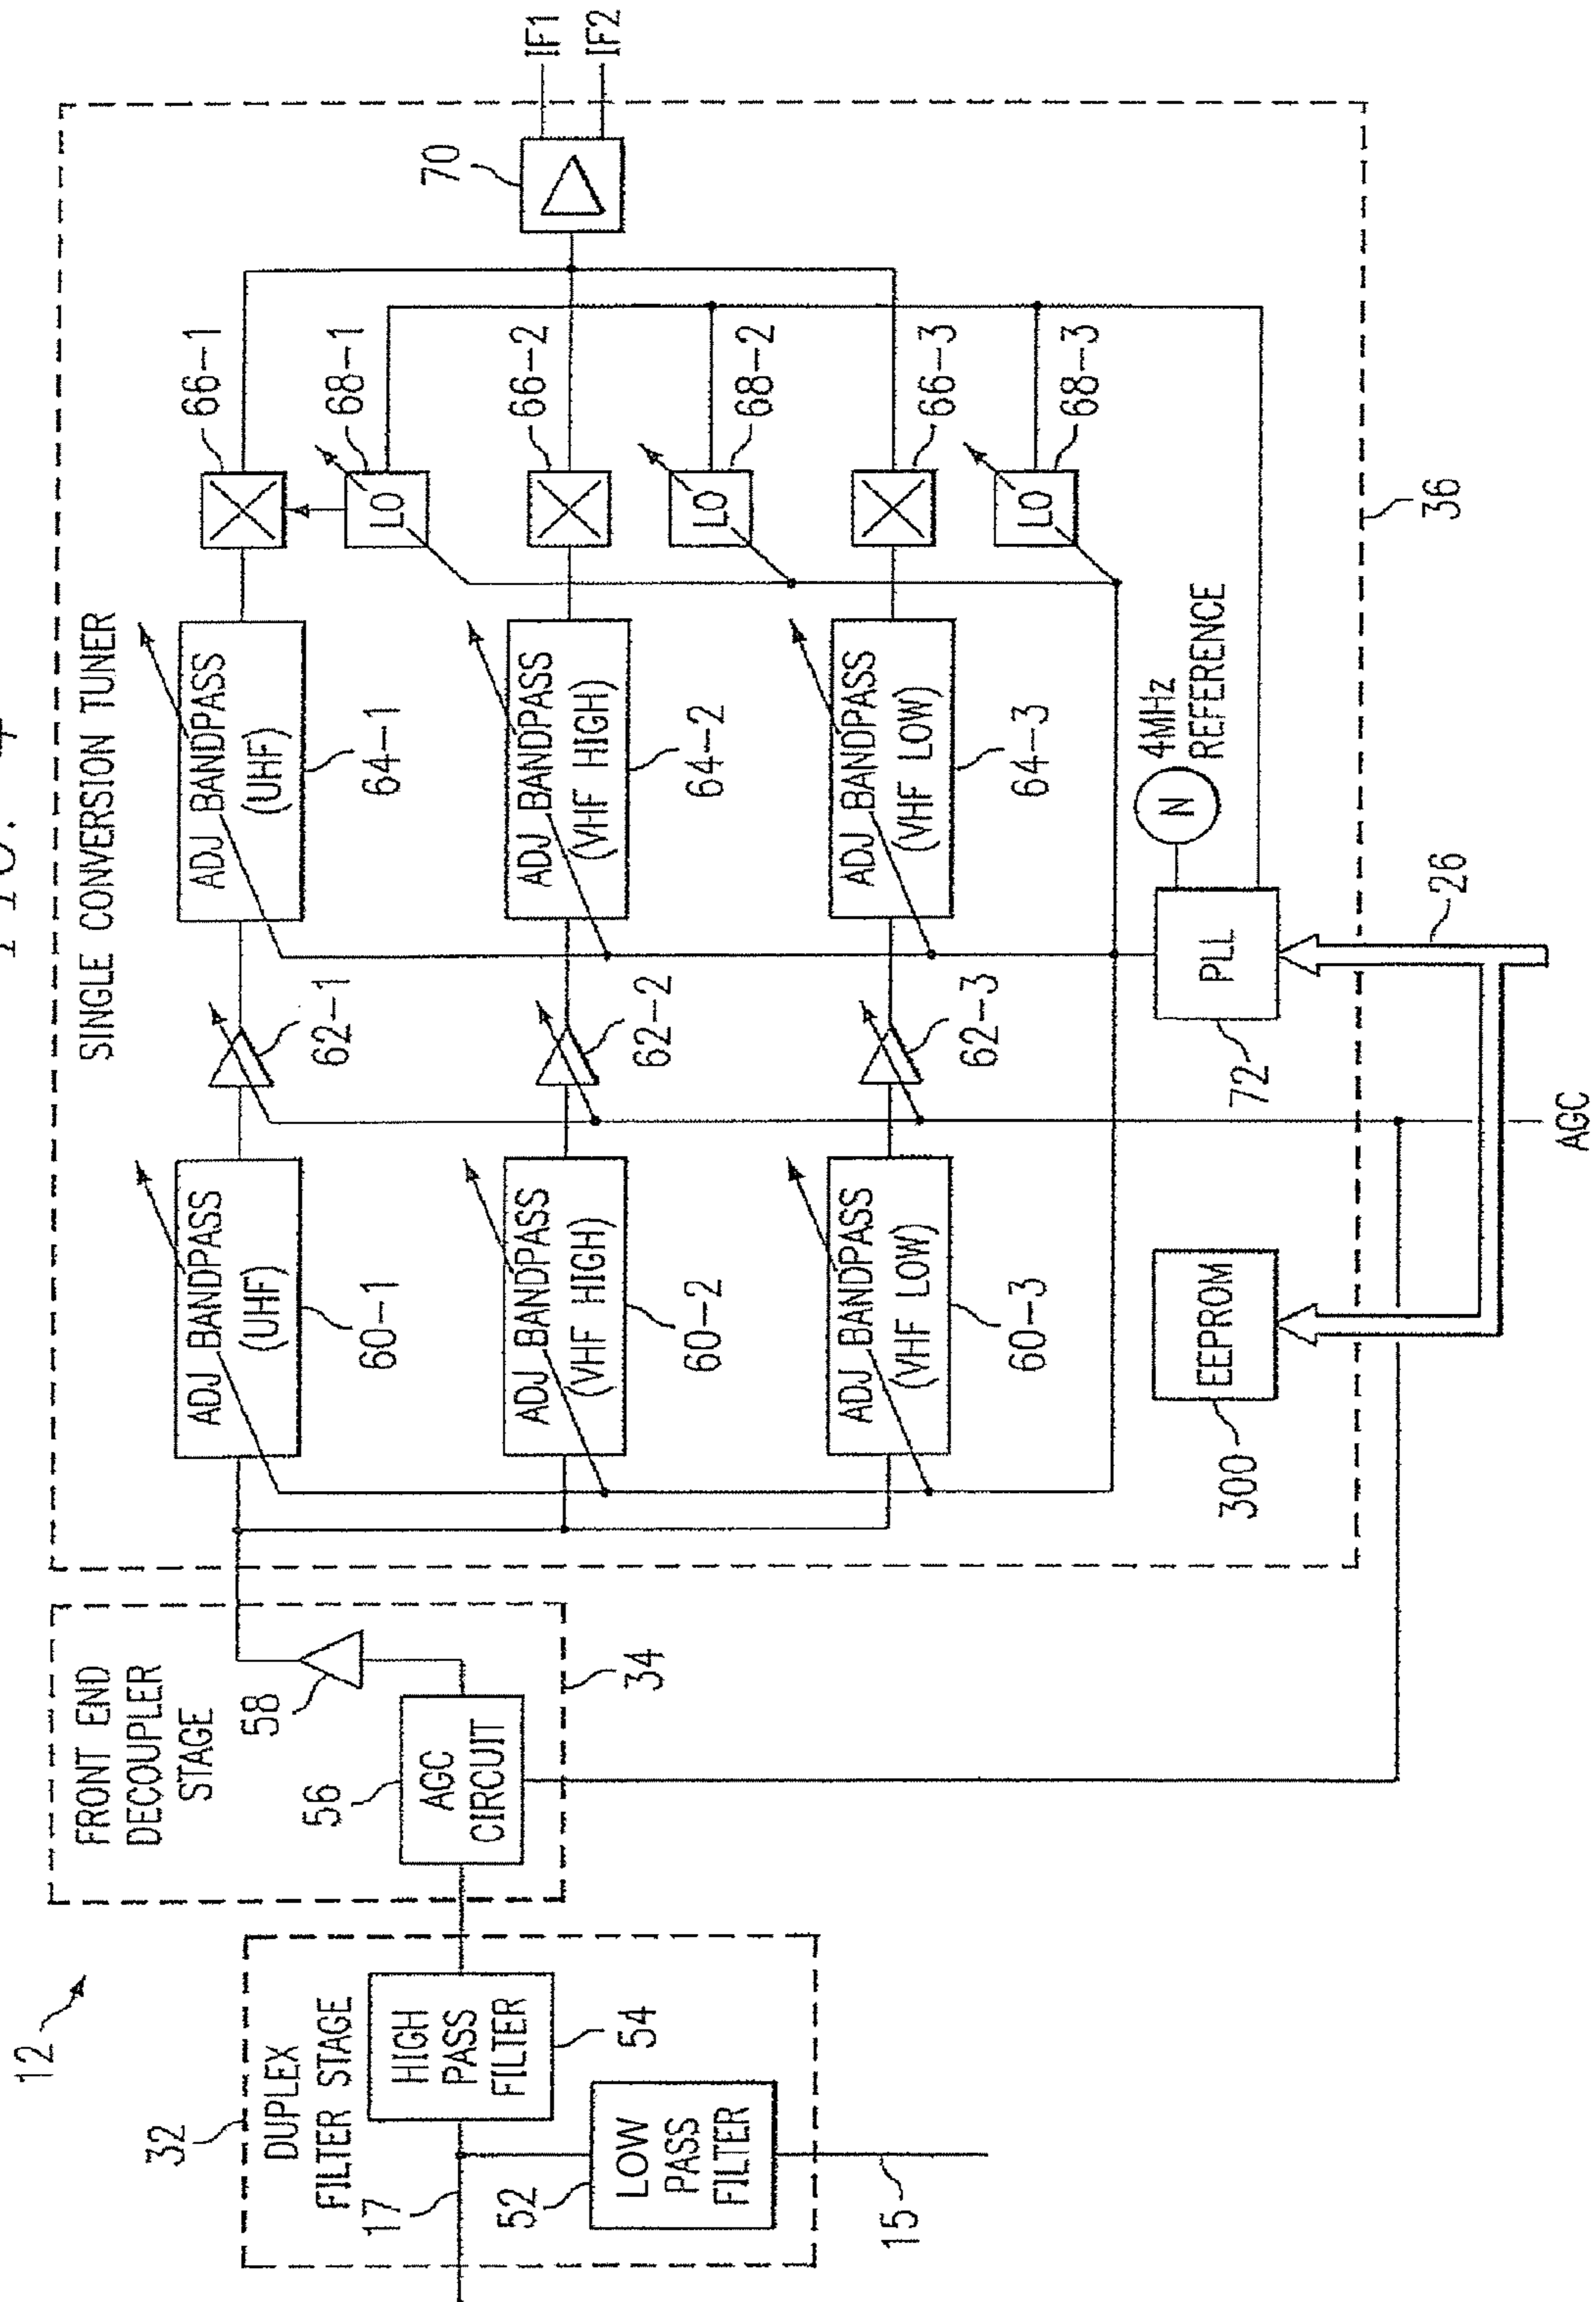 FIG. 4
12
32
DUPLEX
FILTER STAGE
17
HIGH
PASS
FILTER
54
52
LOW
PASS
FILTER
15
FRONT END
DECOUPLER
STAGE
58
56
AGC
CIRCUIT
34
SINGLE CONVERSION TUNER
ADJ BANDPASS
(UHF)
60-1
62-1
ADJ BANDPASS
(UHF)
64-1
66-1
LO
68-1
ADJ BANDPASS
(VHF HIGH)
60-2
62-2
ADJ BANDPASS
(VHF HIGH)
64-2
66-2
LO
68-2
ADJ BANDPASS
(VHF LOW)
60-3
62-3
ADJ BANDPASS
(VHF LOW)
64-3
66-3
LO
68-3
70
IF1
IF2
300
EEPROM
72
PLL
N
4MHz
REFERENCE
36
26
AGC